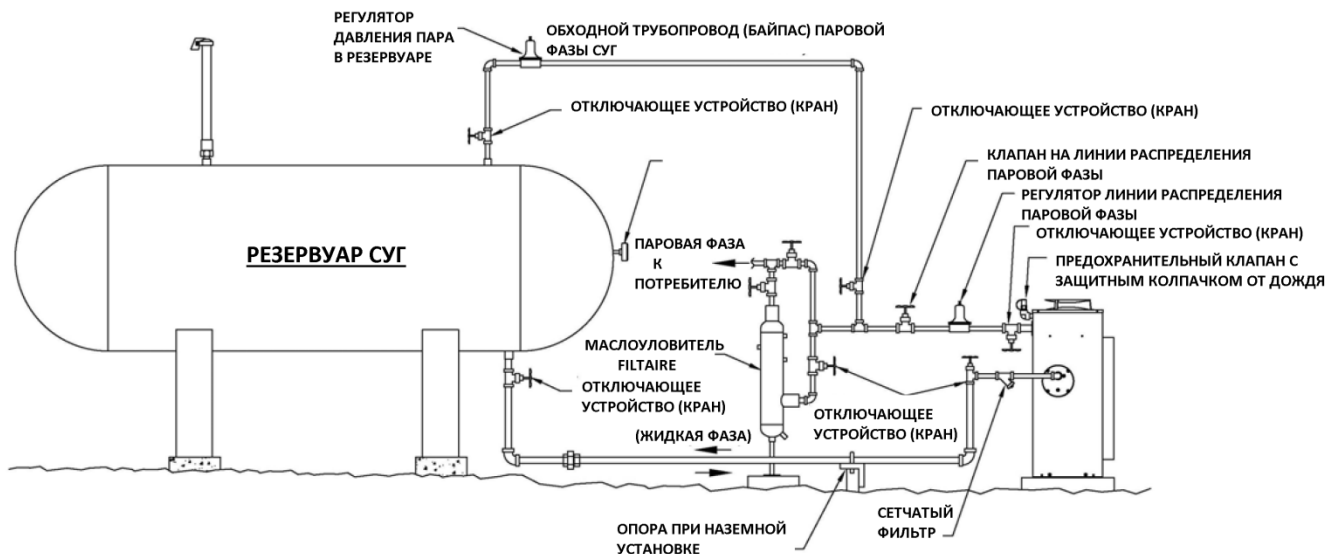 РЕГУЛЯТОР
ДАВЛЕНИЯ ПАРА
В РЕЗЕРВУАРЕ
ОБХОДНОЙ ТРУБОПРОВОД (БАЙПАС) ПАРОВОЙ
ФАЗЫ СУГ
ОТКЛЮЧАЮЩЕЕ УСТРОЙСТВО (КРАН)
ОТКЛЮЧАЮЩЕЕ УСТРОЙСТВО (КРАН)
КЛАПАН НА ЛИНИИ РАСПРЕДЕЛЕНИЯ
ПАРОВОЙ ФАЗЫ
РЕГУЛЯТОР ЛИНИИ РАСПРЕДЕЛЕНИЯ
ПАРОВОЙ ФАЗЫ
ОТКЛЮЧАЮЩЕЕ УСТРОЙСТВО (КРАН)
ПРЕДОХРАНИТЕЛЬНЫЙ КЛАПАН С
ЗАЩИТНЫМ КОЛПАЧКОМ ОТ ДОЖДЯ
РЕЗЕРВУАР СУГ
ПАРОВАЯ ФАЗА
К
ПОТРЕБИТЕЛЮ
МАСЛОУЛОВИТЕЛЬ
FILTAIRE
ОТКЛЮЧАЮЩЕЕ
УСТРОЙСТВО (КРАН)
ОТКЛЮЧАЮЩЕЕ
УСТРОЙСТВО (КРАН)
(ЖИДКАЯ ФАЗА)
ОПОРА ПРИ НАЗЕМНОЙ
УСТАНОВКЕ
СЕТЧАТЫЙ
ФИЛЬТР